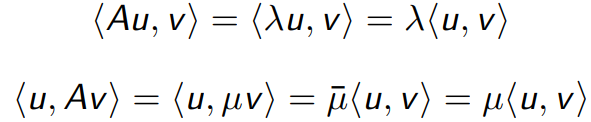 ⟨Au, v⟩ = ⟨λu, v⟩ = λ⟨u, v⟩
⟨u, Av⟩ = ⟨u, μv⟩ = μ̄⟨u, v⟩ = μ⟨u, v⟩